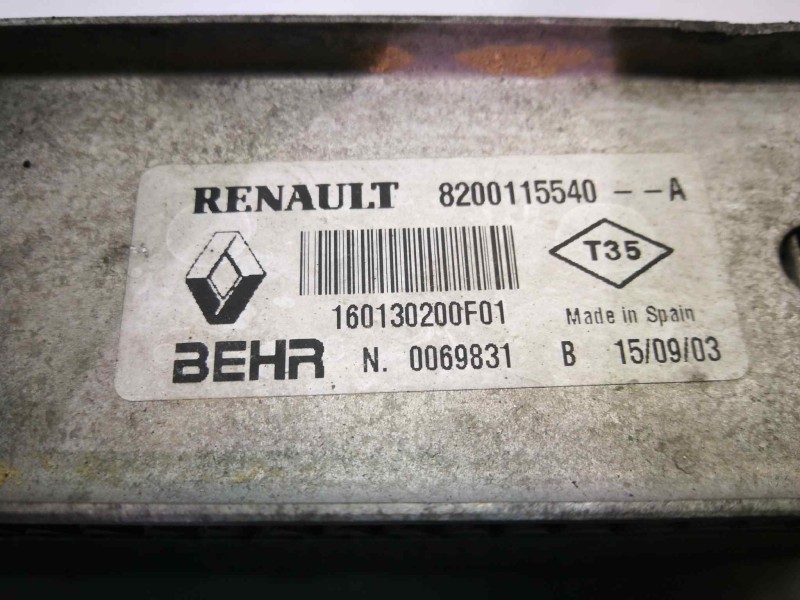 RENAULT 8200115540 - - A
T35
160130200F01 Made in Spain
BEHR N. 0069831 B 15/09/03